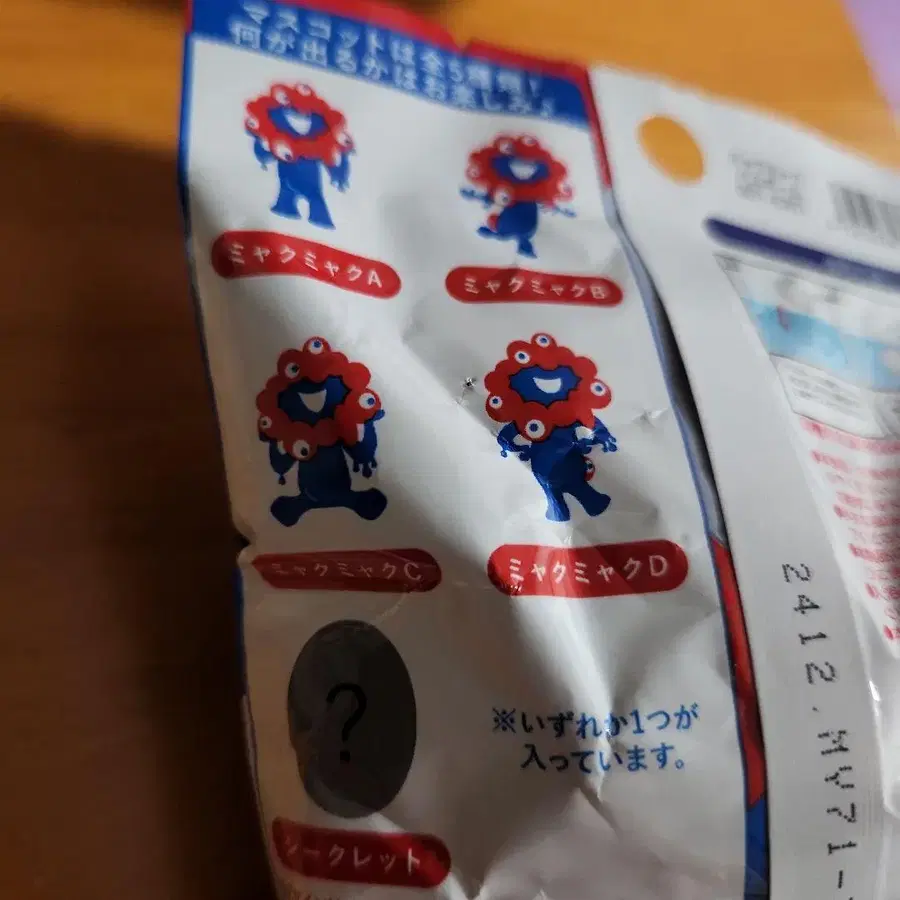 マスコットは全5種類!
何が出るかはお楽しみ♪
ミャクミャクA
ミャクミャクB
ミャクミャクC
ミャクミャクD
?
※いずれか1つが
入っています。
シークレット
2412.MY71-